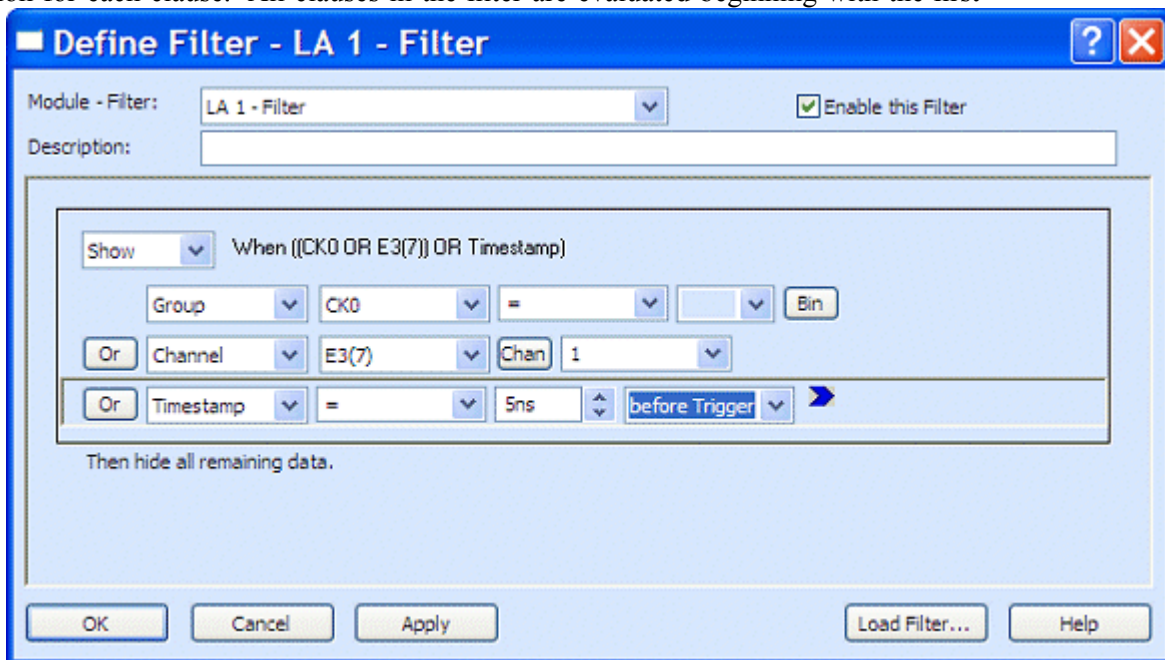 ion for each clause. All clauses in the filter are evaluated beginning with the first
Define Filter - LA 1 - Filter
Module - Filter: LA 1 - Filter Enable this Filter
Description:
Show When ((CK0 OR E3(7)) OR Timestamp)
Group CK0 = Bin
Or Channel E3(7) Chan 1
Or Timestamp = 5ns before Trigger
Then hide all remaining data.
OK Cancel Apply Load Filter... Help